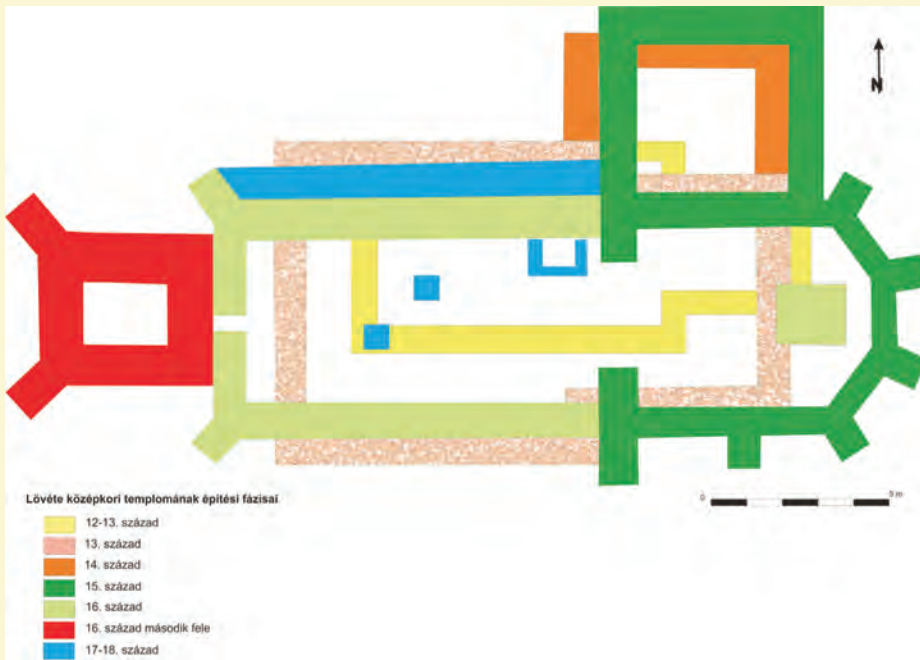 N
0 5 m
Lövéte középkori templomának építési fázisai
12-13. század
13. század
14. század
15. század
16. század
16. század második fele
17-18. század